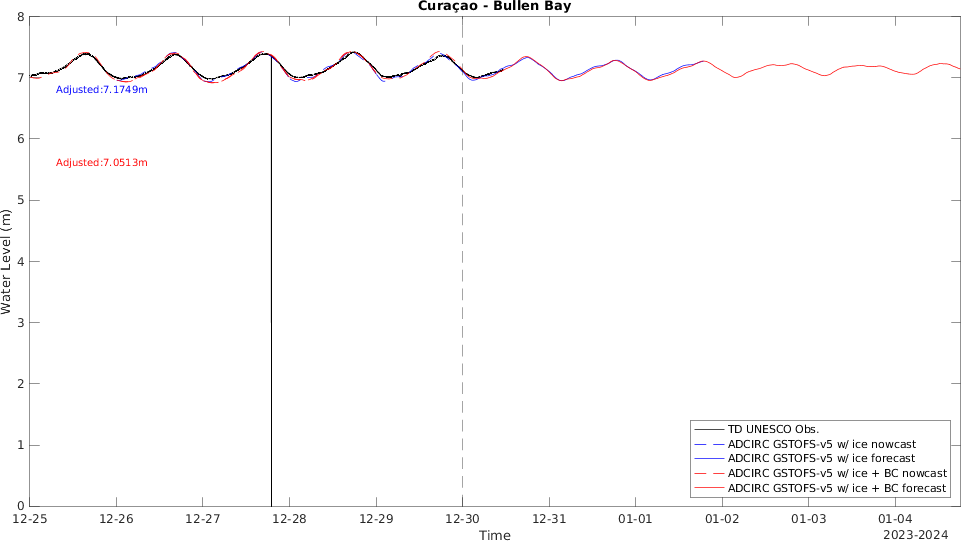 Curaçao - Bullen Bay
8
7
6
5
4
3
2
1
0
Water Level (m)
Adjusted:7.1749m
Adjusted:7.0513m
TD UNESCO Obs.
ADCIRC GSTOFS-v5 w/ ice nowcast
ADCIRC GSTOFS-v5 w/ ice forecast
ADCIRC GSTOFS-v5 w/ ice + BC nowcast
ADCIRC GSTOFS-v5 w/ ice + BC forecast
12-25 12-26 12-27 12-28 12-29 12-30 12-31 01-01 01-02 01-03 01-04
Time
2023-2024